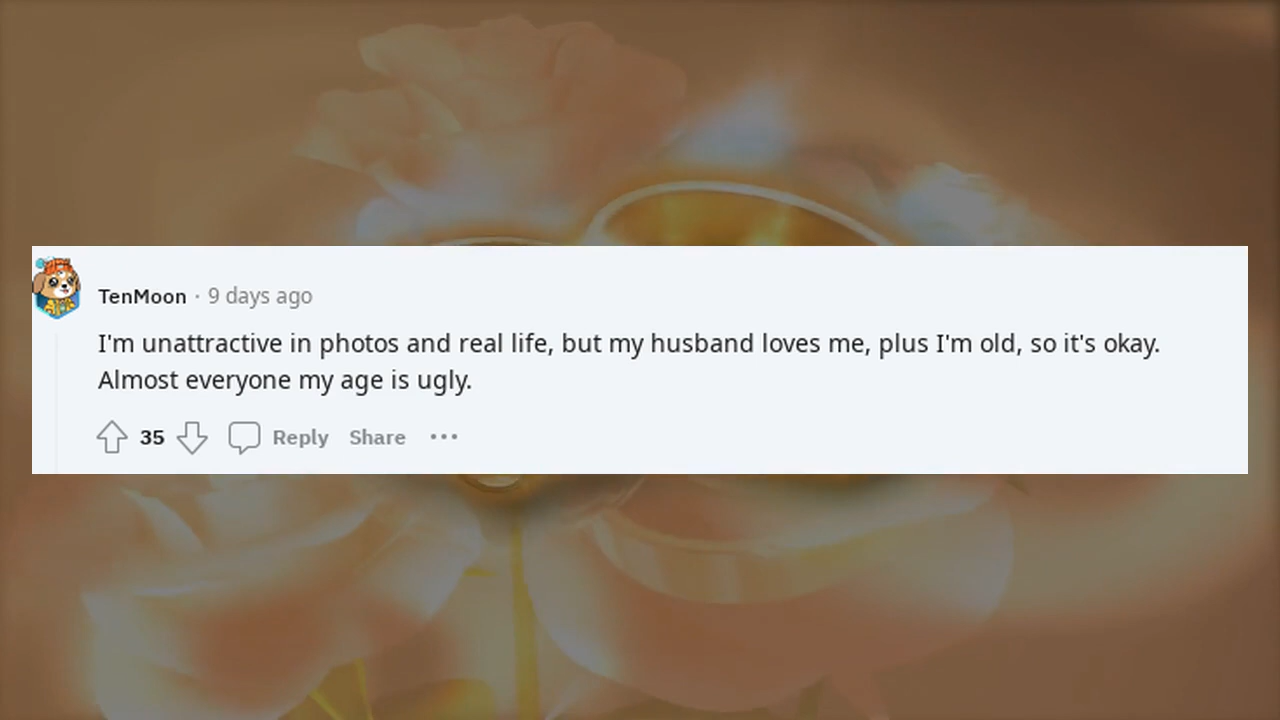 TenMoon · 9 days ago
I'm unattractive in photos and real life, but my husband loves me, plus I'm old, so it's okay.
Almost everyone my age is ugly.
35 Reply Share •••